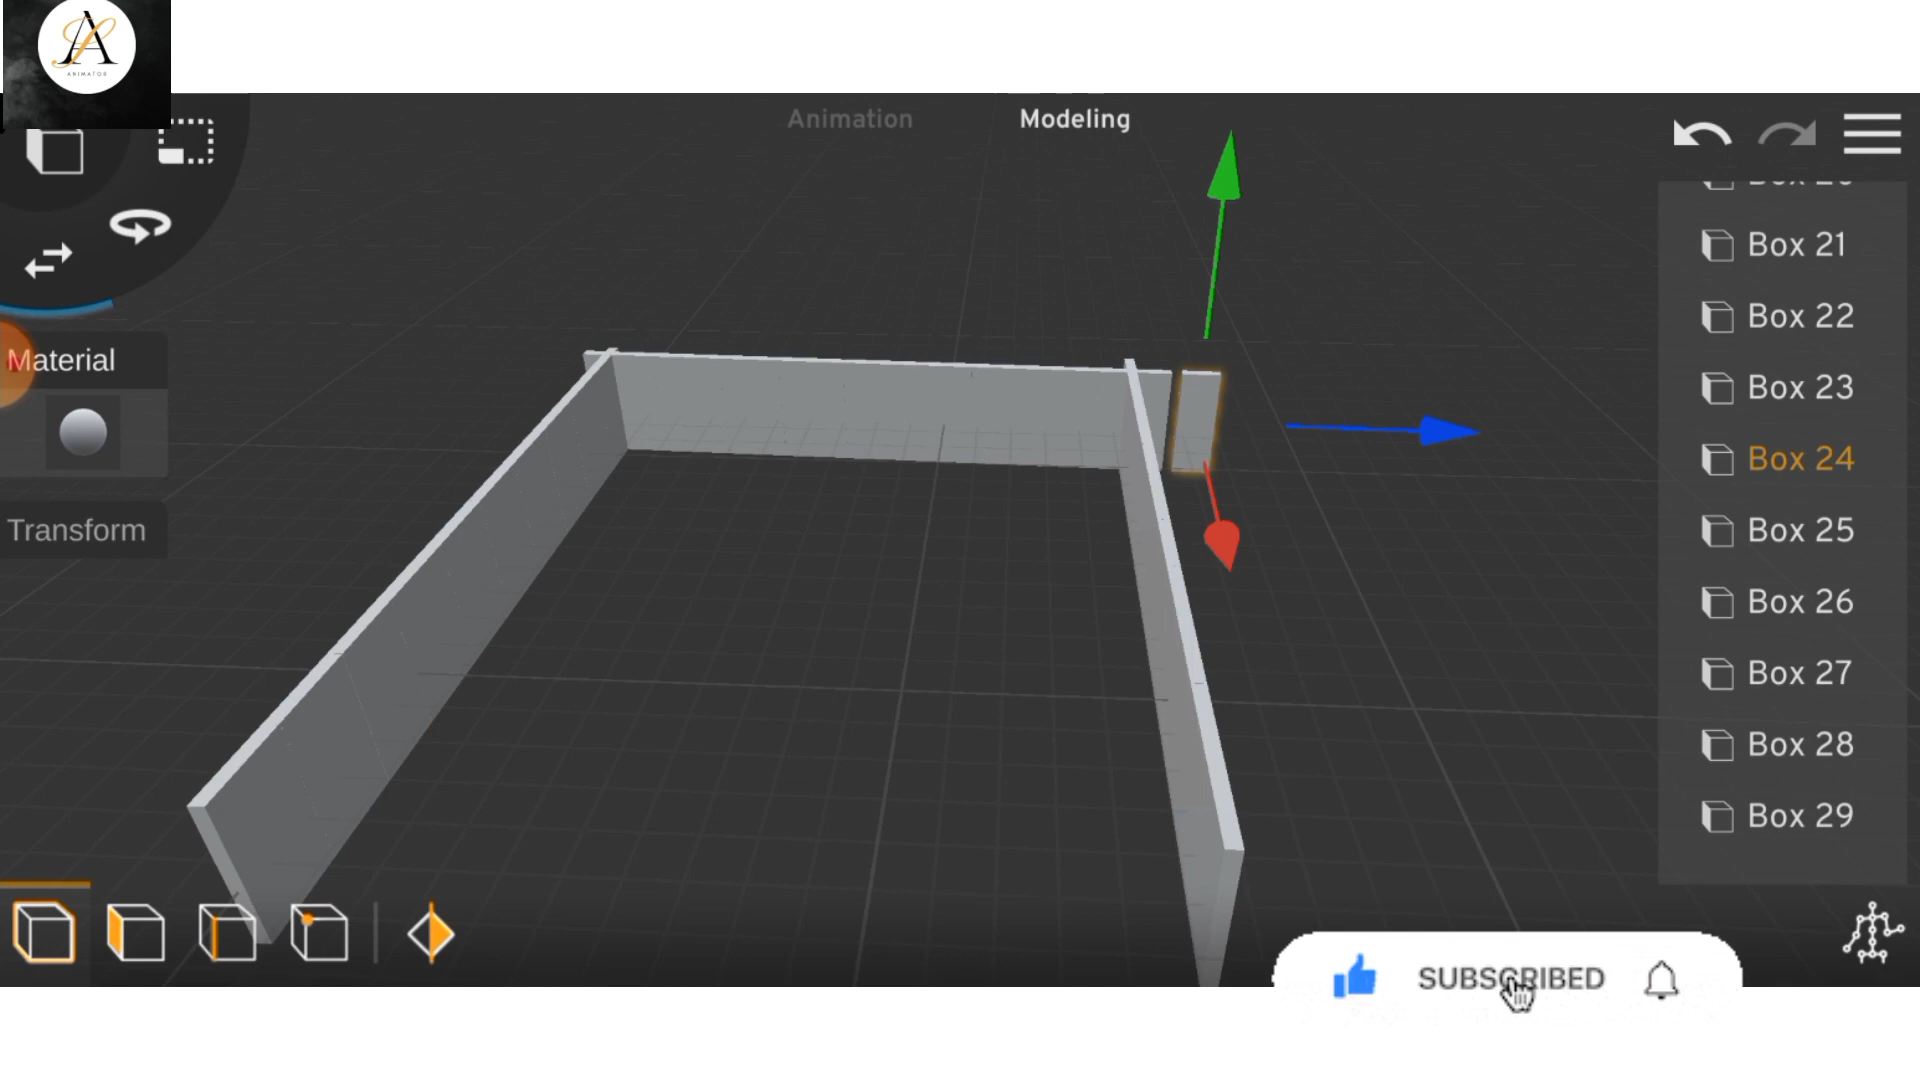 A
ANIMATOR
Animation
Modeling
Material
Transform
Box 21
Box 22
Box 23
Box 24
Box 25
Box 26
Box 27
Box 28
Box 29
SUBSCRIBED